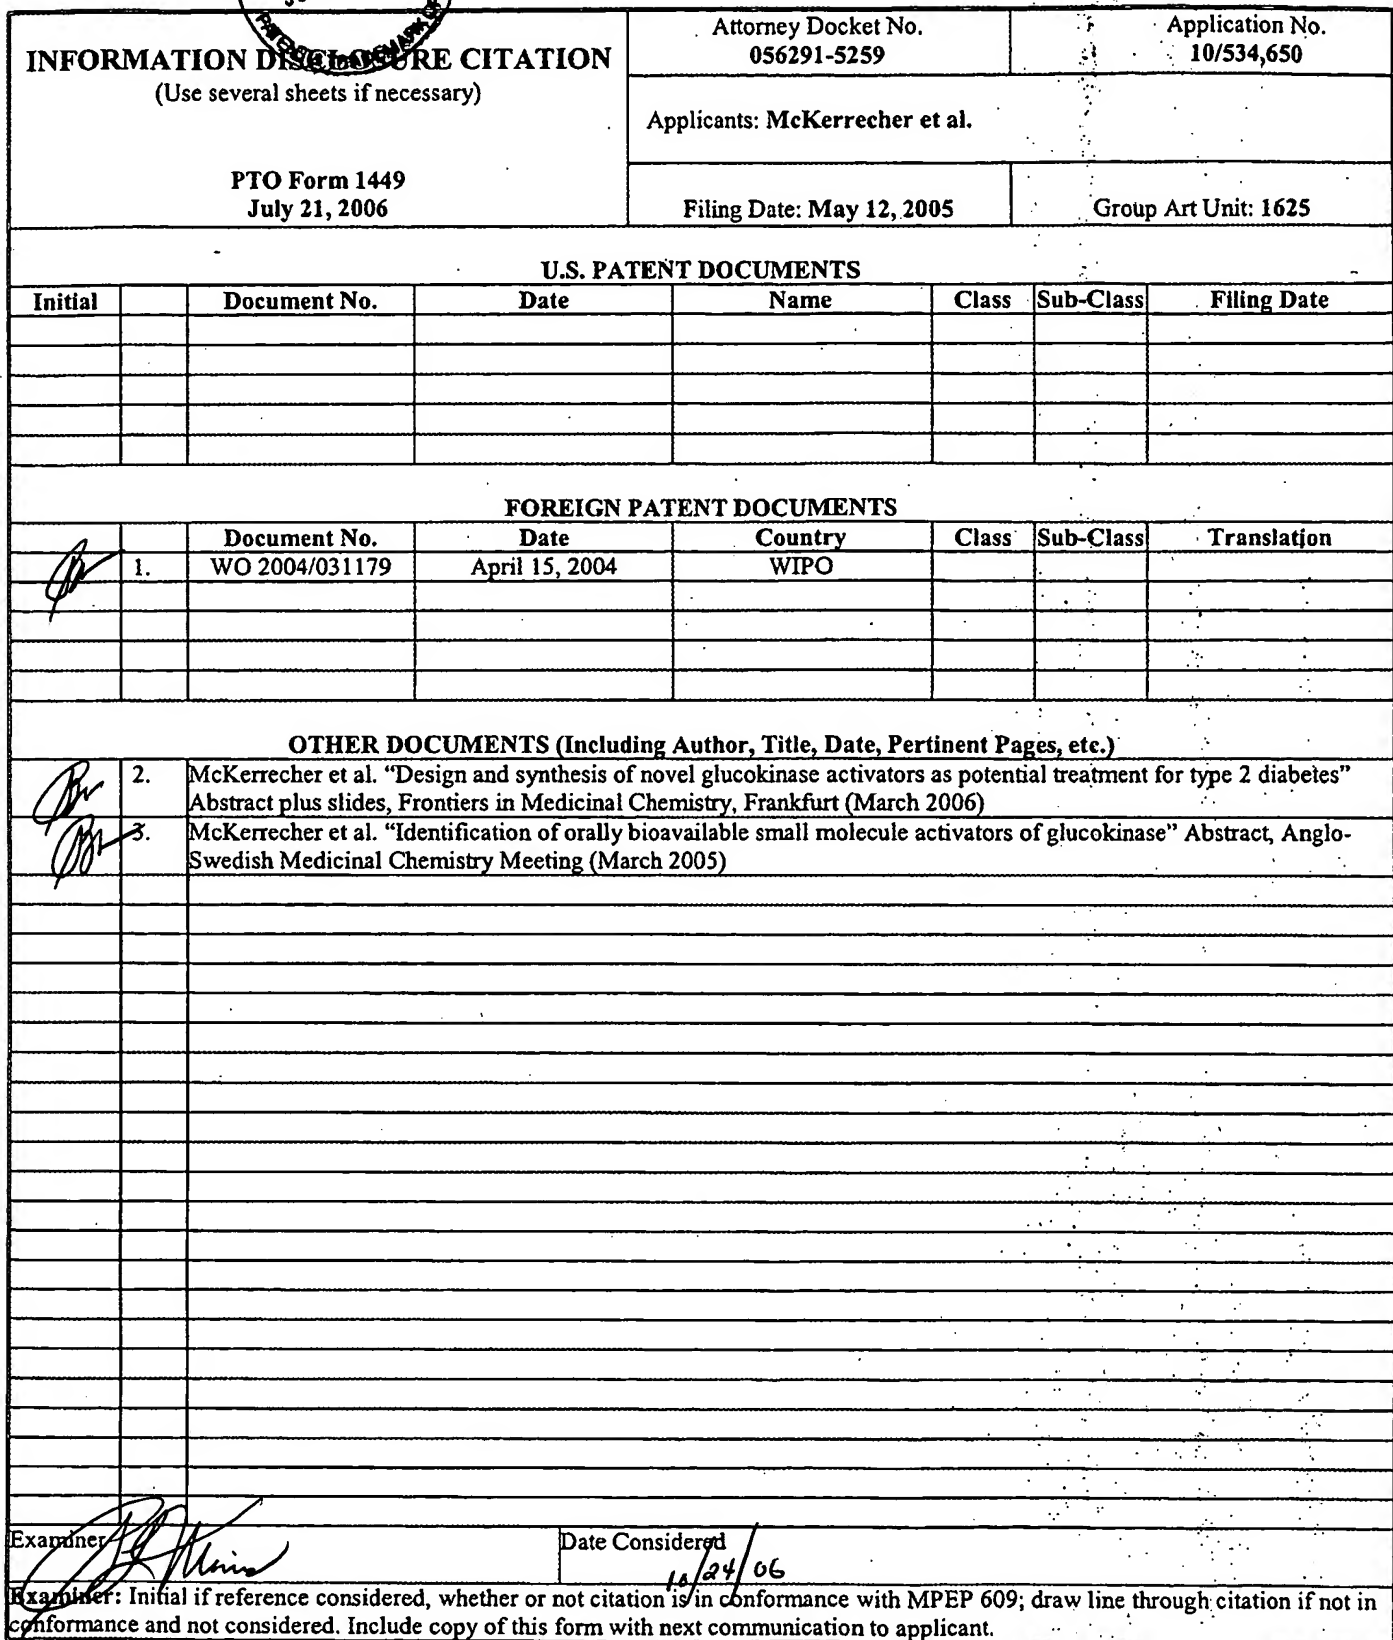 INFORMATION DISCLOSURE CITATION
(Use several sheets if necessary)
PTO Form 1449
July 21, 2006
Attorney Docket No.
056291-5259
Application No.
10/534,650
Applicants: McKerrecher et al.
Filing Date: May 12, 2005
Group Art Unit: 1625
U.S. PATENT DOCUMENTS
Initial Document No. Date Name Class Sub-Class Filing Date
FOREIGN PATENT DOCUMENTS
Document No. Date Country Class Sub-Class Translation
1. WO 2004/031179 April 15, 2004 WIPO
OTHER DOCUMENTS (Including Author, Title, Date, Pertinent Pages, etc.)
2. McKerrecher et al. “Design and synthesis of novel glucokinase activators as potential treatment for type 2 diabetes”
Abstract plus slides, Frontiers in Medicinal Chemistry, Frankfurt (March 2006)
3. McKerrecher et al. “Identification of orally bioavailable small molecule activators of glucokinase” Abstract, Anglo-
Swedish Medicinal Chemistry Meeting (March 2005)
Examiner
Date Considered
10/24/06
Examiner: Initial if reference considered, whether or not citation is in conformance with MPEP 609; draw line through citation if not in
conformance and not considered. Include copy of this form with next communication to applicant.